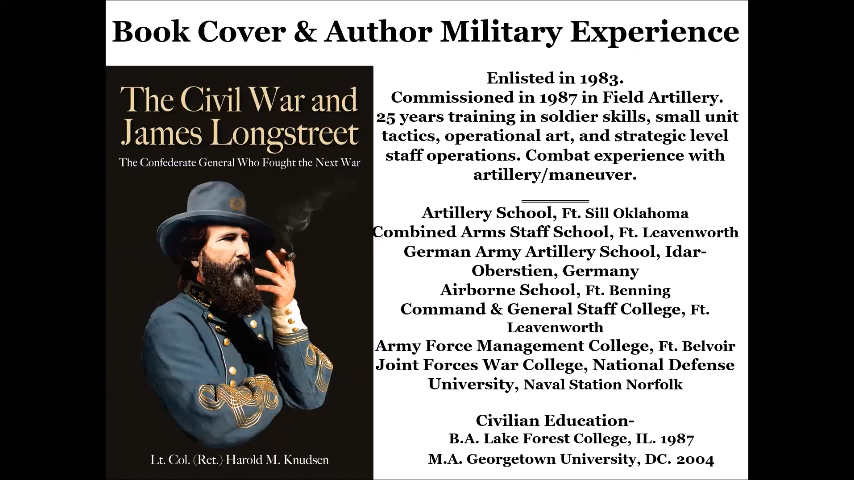 Book Cover & Author Military Experience
The Civil War and
James Longstreet
The Confederate General Who Fought the Next War
Lt. Col. (Ret.) Harold M. Knudsen
Enlisted in 1983.
Commissioned in 1987 in Field Artillery.
25 years training in soldier skills, small unit
tactics, operational art, and strategic level
staff operations. Combat experience with
artillery/maneuver.
Artillery School, Ft. Sill Oklahoma
Combined Arms Staff School, Ft. Leavenworth
German Army Artillery School, Idar-
Oberstien, Germany
Airborne School, Ft. Benning
Command & General Staff College, Ft.
Leavenworth
Army Force Management College, Ft. Belvoir
Joint Forces War College, National Defense
University, Naval Station Norfolk
Civilian Education-
B.A. Lake Forest College, IL. 1987
M.A. Georgetown University, DC. 2004